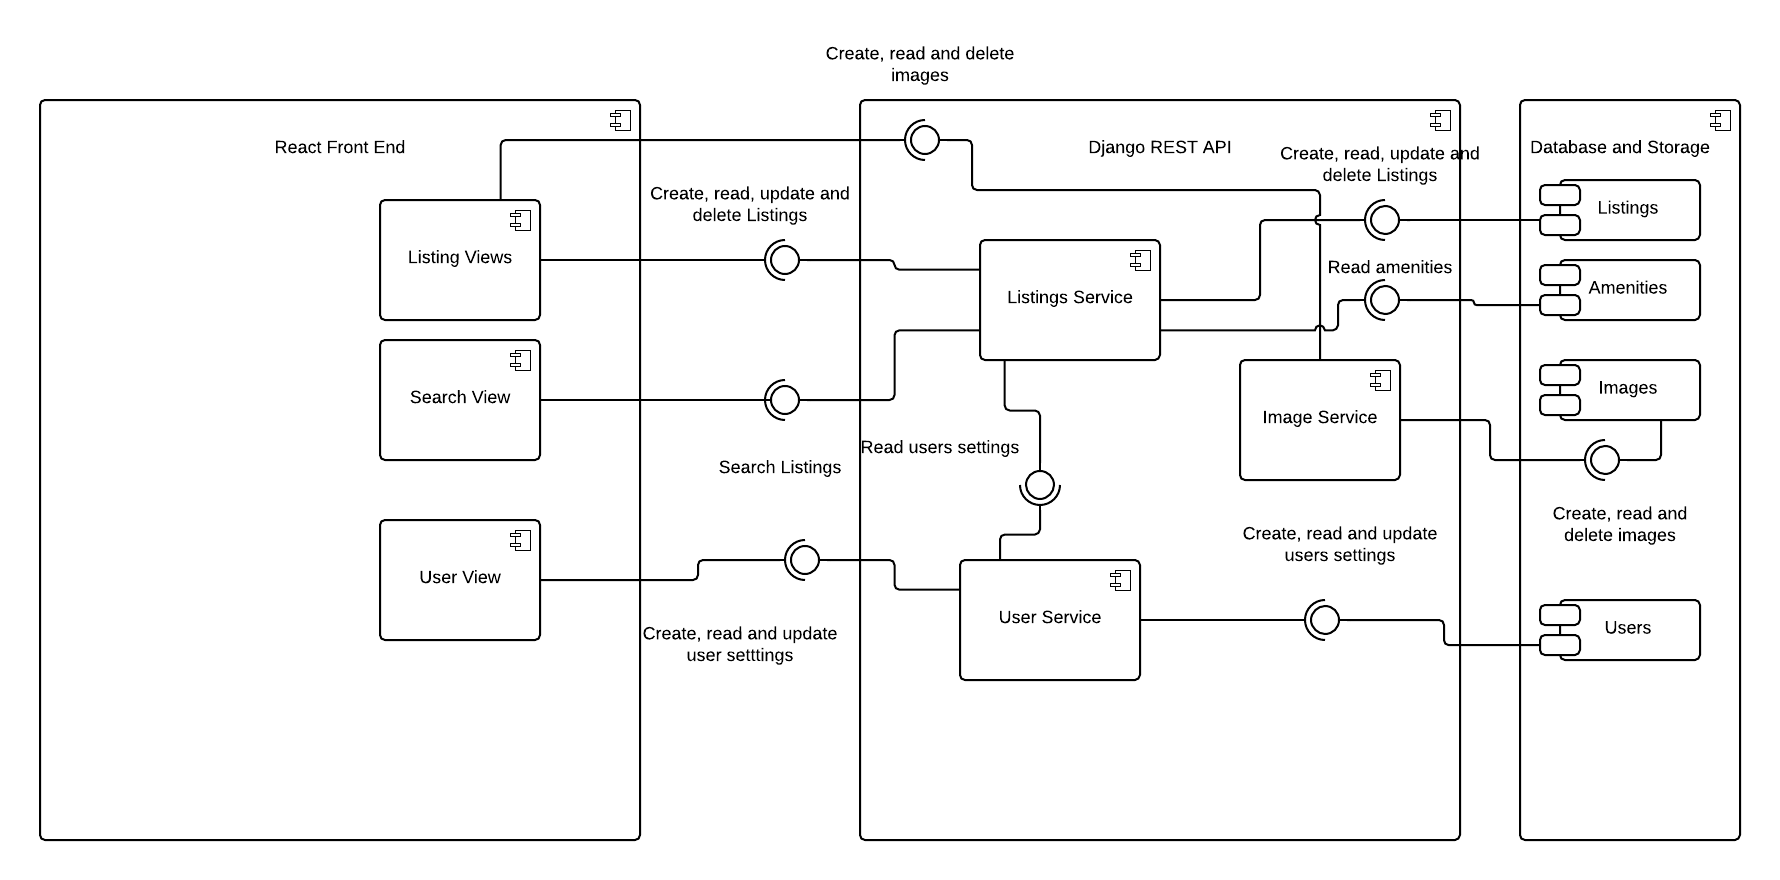 Create, read and delete
images
React Front End
Django REST API
Create, read, update and
delete Listings
Database and Storage
Create, read, update and
delete Listings
Listings
Listing Views
Listings Service
Read amenities
Amenities
Search View
Images
Image Service
Read users settings
Search Listings
Create, read and
delete images
Create, read and update
users settings
User View
User Service
Users
Create, read and update
user setttings